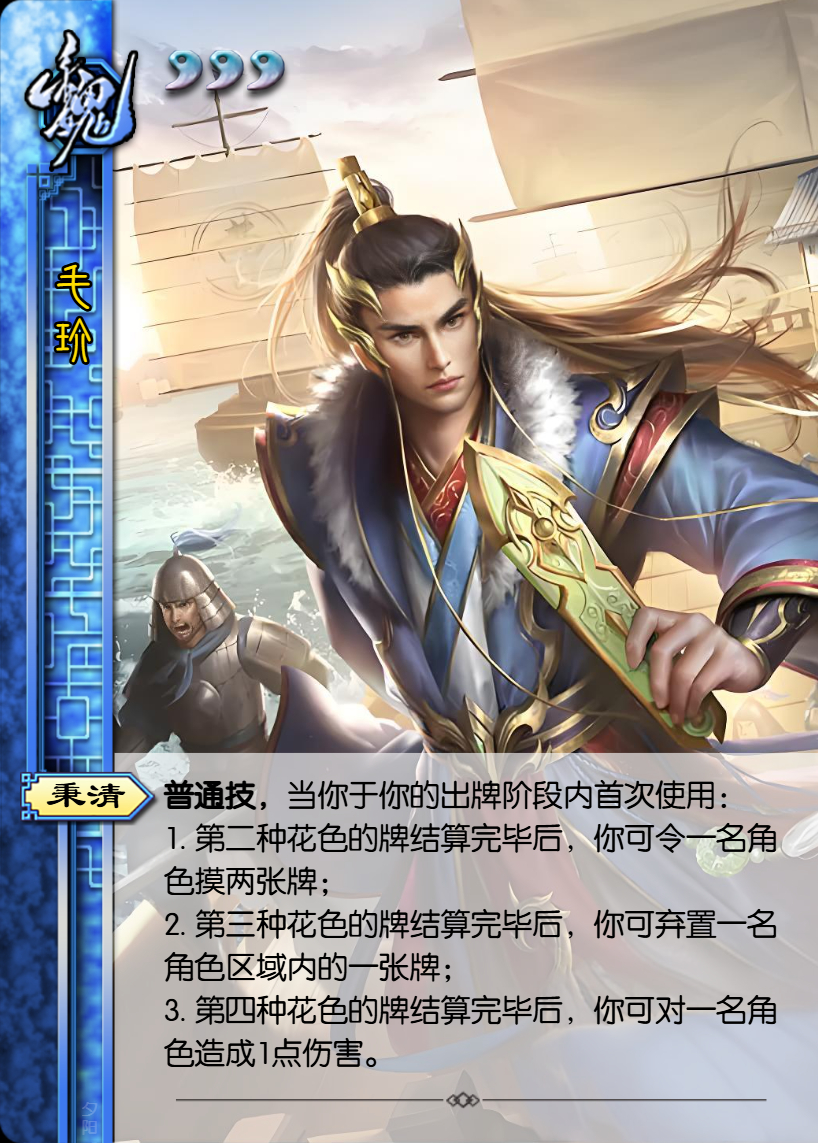 魏
毛玠
秉清
普通技，当你于你的出牌阶段内首次使用：
1. 第二种花色的牌结算完毕后，你可令一名角
色摸两张牌；
2. 第三种花色的牌结算完毕后，你可弃置一名
角色区域内的一张牌；
3. 第四种花色的牌结算完毕后，你可对一名角
色造成1点伤害。
夕阳